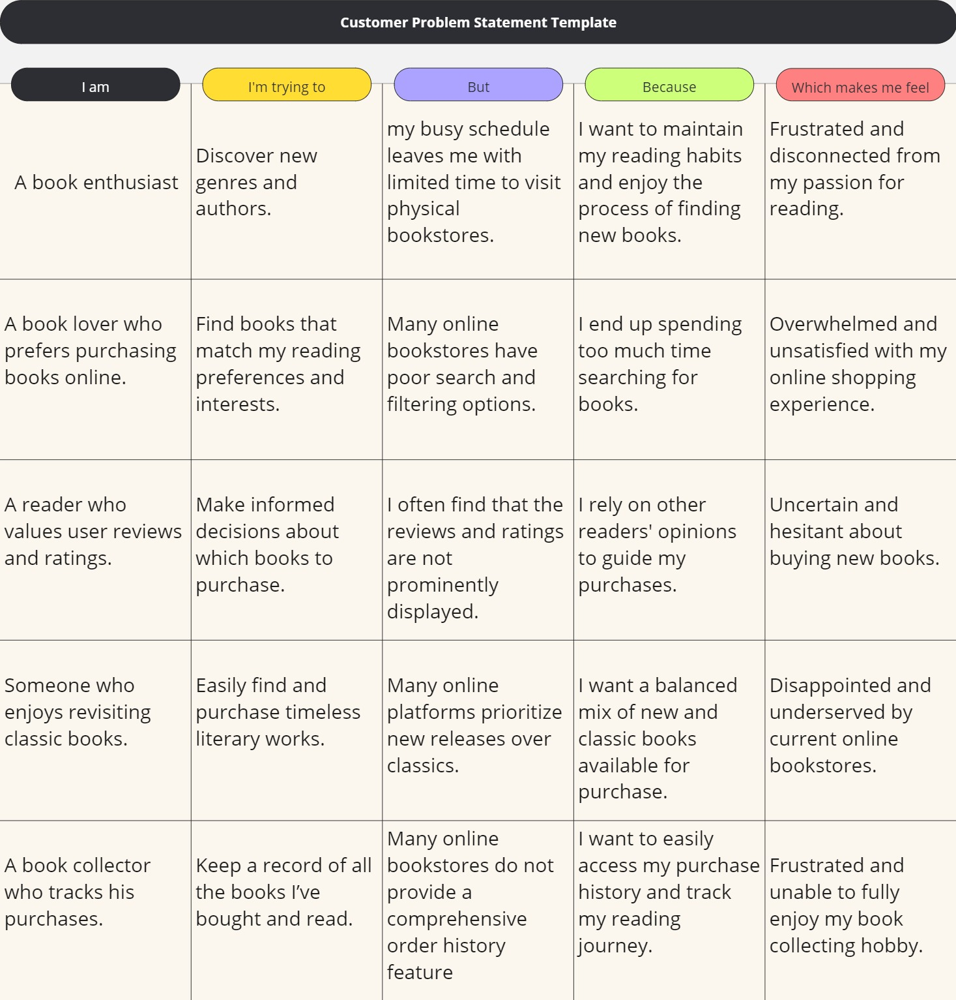 Customer Problem Statement Template
I am
I'm trying to
But
Because
Which makes me feel
A book enthusiast
Discover new
genres and
authors.
my busy schedule
leaves me with
limited time to visit
physical
bookstores.
I want to maintain
my reading habits
and enjoy the
process of finding
new books.
Frustrated and
disconnected from
my passion for
reading.
A book lover who
prefers purchasing
books online.
Find books that
match my reading
preferences and
interests.
Many online
bookstores have
poor search and
filtering options.
I end up spending
too much time
searching for
books.
Overwhelmed and
unsatisfied with my
online shopping
experience.
A reader who
values user reviews
and ratings.
Make informed
decisions about
which books to
purchase.
I often find that the
reviews and ratings
are not
prominently
displayed.
I rely on other
readers' opinions
to guide my
purchases.
Uncertain and
hesitant about
buying new books.
Someone who
enjoys revisiting
classic books.
Easily find and
purchase timeless
literary works.
Many online
platforms prioritize
new releases over
classics.
I want a balanced
mix of new and
classic books
available for
purchase.
Disappointed and
underserved by
current online
bookstores.
A book collector
who tracks his
purchases.
Keep a record of all
the books I’ve
bought and read.
Many online
bookstores do not
provide a
comprehensive
order history
feature
I want to easily
access my purchase
history and track
my reading
journey.
Frustrated and
unable to fully
enjoy my book
collecting hobby.